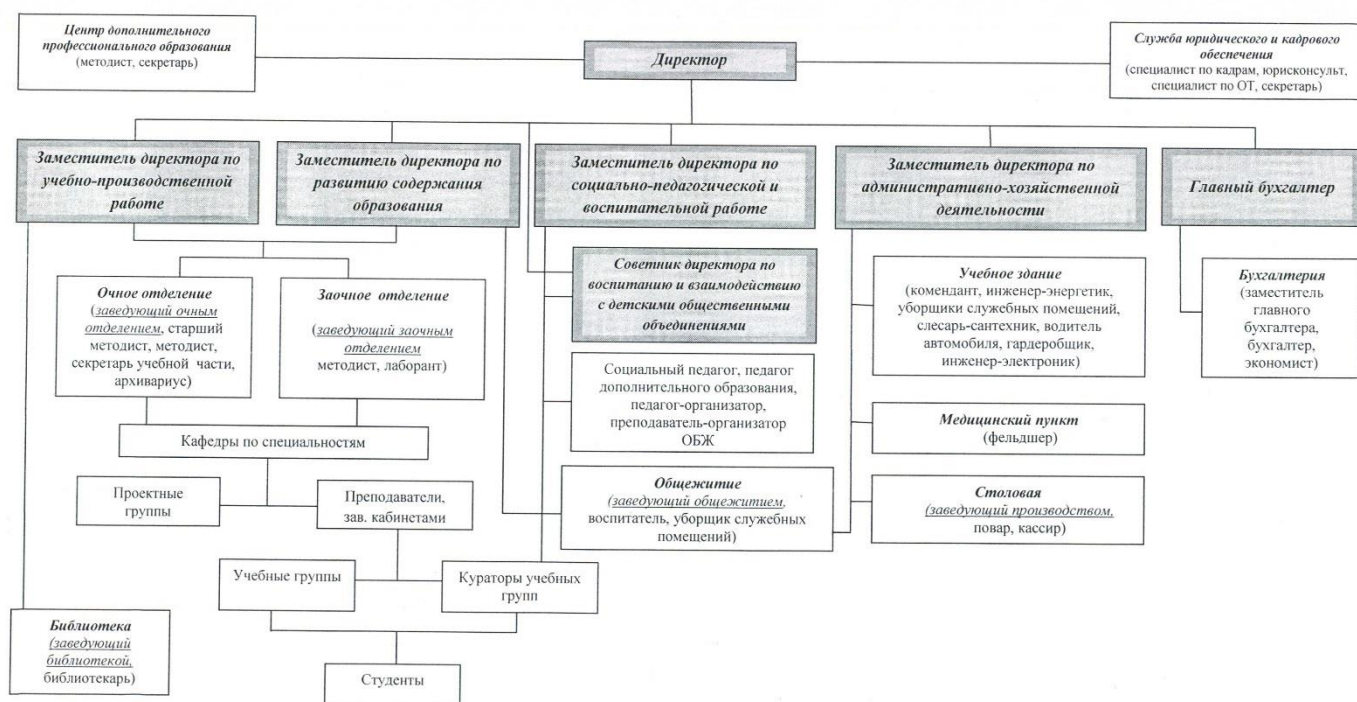 Центр дополнительного
профессионального образования
(методист, секретарь)
Директор
Служба юридического и кадрового
обеспечения
(специалист по кадрам, юрисконсульт,
специалист по ОТ, секретарь)
Заместитель директора по
учебно-производственной
работе
Заместитель директора по
развитию содержания
образования
Заместитель директора по
социально-педагогической и
воспитательной работе
Заместитель директора по
административно-хозяйственной
деятельности
Главный бухгалтер
Советник директора по
воспитанию и взаимодействию
с детскими общественными
объединениями
Очное отделение
(заведующий очным
отделением, старший
методист, методист,
секретарь учебной части,
архивариус)
Заочное отделение
(заведующий заочным
отделением
методист, лаборант)
Социальный педагог, педагог
дополнительного образования,
педагог-организатор,
преподаватель-организатор
ОБЖ
Учебное здание
(комендант, инженер-энергетик,
уборщики служебных помещений,
слесарь-сантехник, водитель
автомобиля, гардеробщик,
инженер-электроник)
Бухгалтерия
(заместитель
главного
бухгалтера,
бухгалтер,
экономист)
Кафедры по специальностям
Медицинский пункт
(фельдшер)
Проектные
группы
Преподаватели,
зав. кабинетами
Общежитие
(заведующий общежитием,
воспитатель, уборщик служебных
помещений)
Столовая
(заведующий производством,
повар, кассир)
Учебные группы
Кураторы учебных
групп
Библиотека
(заведующий
библиотекой,
библиотекарь)
Студенты